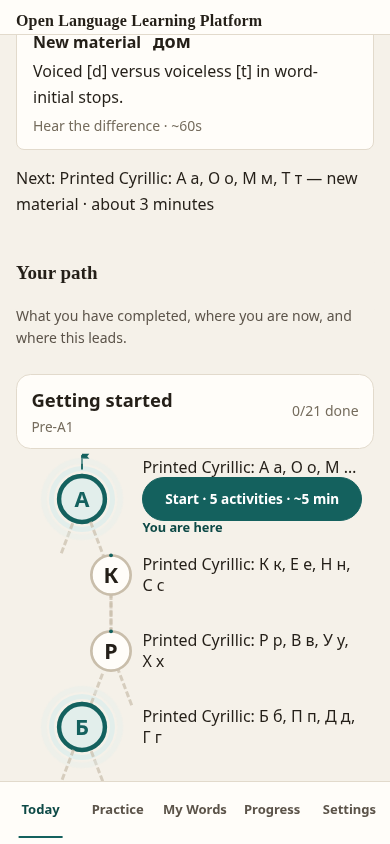 Open Language Learning Platform
New material дом
Voiced [d] versus voiceless [t] in word-
initial stops.
Hear the difference · ~60s
Next: Printed Cyrillic: А а, О о, М м, Т т — new
material · about 3 minutes
Your path
What you have completed, where you are now, and
where this leads.
Getting started
0/21 done
Pre-A1
Printed Cyrillic: А а, О о, М ...
А
Start · 5 activities · ~5 min
You are here
К
Printed Cyrillic: К к, Е е, Н н,
С с
Р
Printed Cyrillic: Р р, В в, У у,
Х х
Б
Printed Cyrillic: Б б, П п, Д д,
Г г
Today Practice My Words Progress Settings